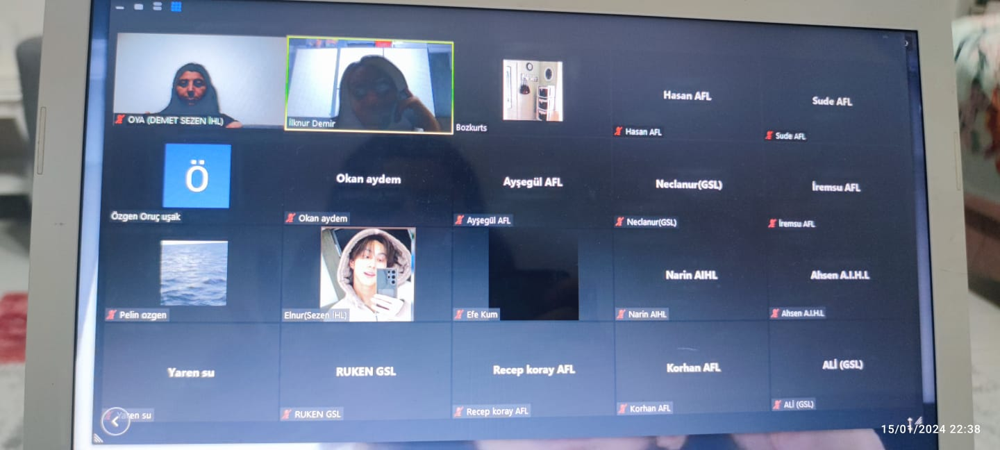 OYA (DEMET SEZEN İHL)
İlknur Demir
Bozkurts
Hasan AFL
Hasan AFL
Sude AFL
Sude AFL
Ö
Özgen Oruç uşak
Okan aydem
Okan aydem
Ayşegül AFL
Ayşegül AFL
Neclanur(GSL)
Neclanur(GSL)
İremsu AFL
İremsu AFL
Pelin ozgen
Elnur(Sezen İHL)
Efe Kum
Narin AIHL
Narin AIHL
Ahsen A.I.H.L
Ahsen A.I.H.L
Yaren su
Yaren su
RUKEN GSL
RUKEN GSL
Recep koray AFL
Recep koray AFL
Korhan AFL
Korhan AFL
ALİ (GSL)
ALİ (GSL)
15/01/2024 22:38